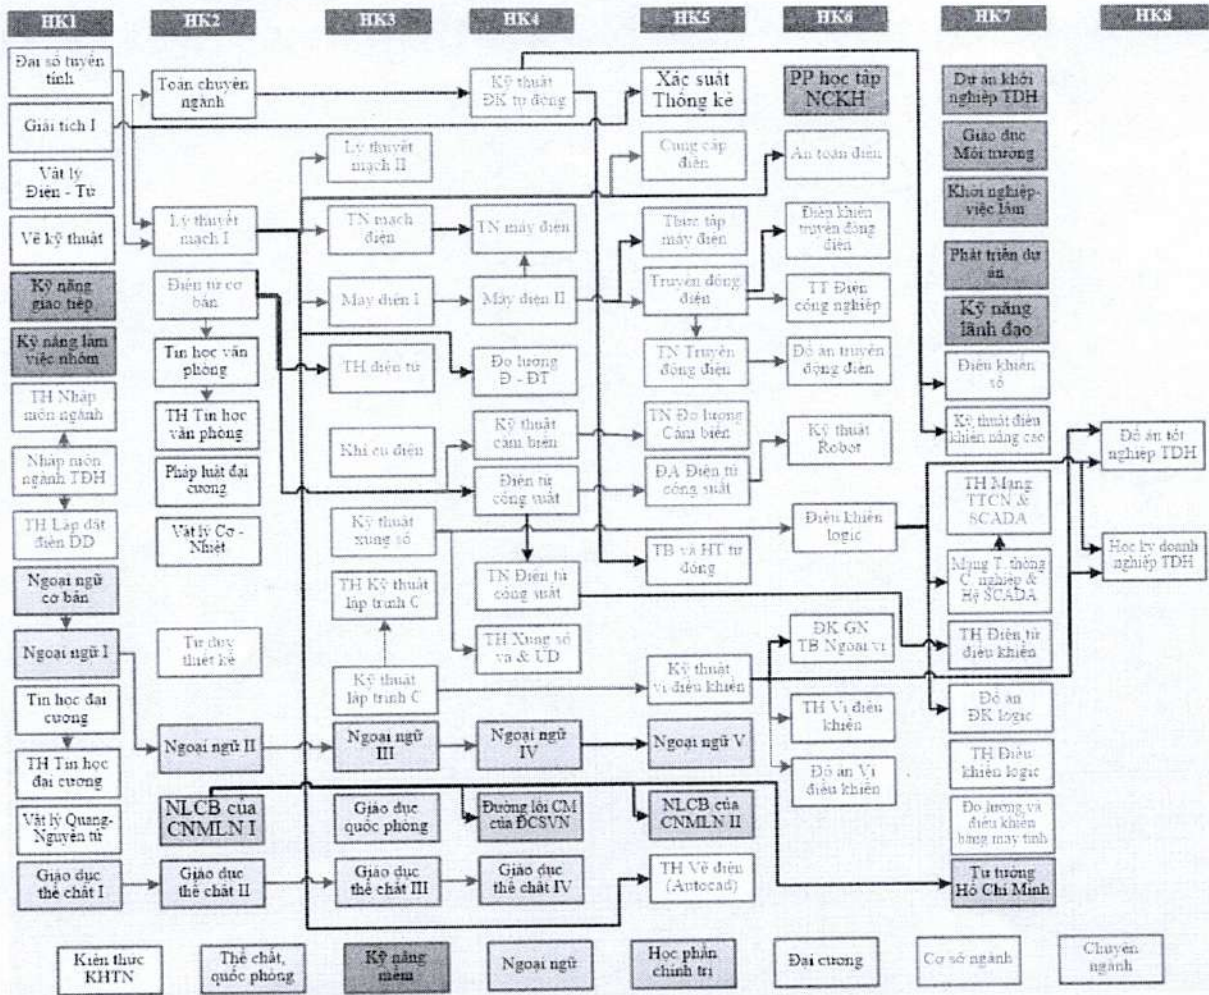 HK1
HK2
HK3
HK4
HK5
HK6
HK7
HK8
Đại số tuyến
tính
Giải tích I
Vật lý
Điện - Từ
Vẽ kỹ thuật
Kỹ năng
giao tiếp
Kỹ năng làm
việc nhóm
TH Nhập
môn ngành
Nhập môn
ngành TĐH
TH Lắp đặt
điện DD
Ngoại ngữ
cơ bản
Ngoại ngữ I
Tin học đại
cương
TH Tin học
đại cương
Vật lý Quang-
Nguyên tử
Giáo dục
thể chất I
Toán chuyên
ngành
Lý thuyết
mạch I
Điện tử cơ
bản
Tin học văn
phòng
TH Tin học
văn phòng
Pháp luật đại
cương
Vật lý Cơ -
Nhiệt
Tư duy
thiết kế
Ngoại ngữ II
NLCB của
CNMLN I
Giáo dục
thể chất II
Lý thuyết
mạch II
TN mạch
điện
Máy điện I
TH điện tử
Khí cụ điện
Kỹ thuật
xung số
TH Kỹ thuật
lập trình C
Kỹ thuật
lập trình C
Ngoại ngữ
III
Giáo dục
quốc phòng
Giáo dục
thể chất III
Kỹ thuật
ĐK tự động
TN máy điện
Máy điện II
Đo lường
Đ - ĐT
Kỹ thuật
cảm biến
Điện tử
công suất
TN Điện tử
công suất
TH Xung số
và & ƯD
Ngoại ngữ
IV
Đường lối CM
của ĐCSVN
Giáo dục
thể chất IV
Xác suất
Thống kê
Cung cấp
điện
Thực tập
máy điện
Truyền động
điện
TN Truyền
động điện
TN Đo lường
Cảm biến
ĐA Điện tử
công suất
TB và HT tự
động
Kỹ thuật
vi điều khiển
Ngoại ngữ V
NLCB của
CNMLN II
TH Vẽ điện
(Autocad)
PP học tập
NCKH
An toàn điện
Điều khiển
truyền động
điện
TT Điện
công nghiệp
Đồ án truyền
động điện
Kỹ thuật
Robot
Điều khiển
logic
ĐK GN
TB Ngoại vi
TH Vi điều
khiển
Đồ án Vi
điều khiển
Dự án khởi
nghiệp TDH
Giáo dục
Môi trường
Khởi nghiệp-
việc làm
Phát triển dự
án
Kỹ năng
lãnh đạo
Điều khiển
số
Kỹ thuật điều
khiển nâng cao
TH Mạng
TTCN &
SCADA
Mạng T. thông
C. nghiệp &
Hệ SCADA
TH Điện tử
điều khiển
Đồ án
ĐK logic
TH Điều
khiển logic
Đo lường và
điều khiển
bằng máy tính
Tư tưởng
Hồ Chí Minh
Đồ án tốt
nghiệp TDH
Học kỳ doanh
nghiệp TDH
Kiến thức
KHTN
Thể chất,
quốc phòng
Kỹ năng
mềm
Ngoại ngữ
Học phần
chính trị
Đại cương
Cơ sở ngành
Chuyên
ngành